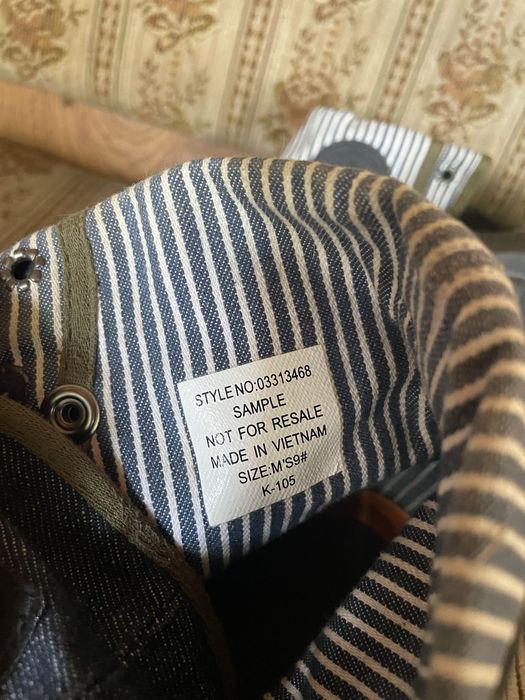 STYLE NO:03313468
SAMPLE
NOT FOR RESALE
MADE IN VIETNAM
SIZE:M'S9#
K-105